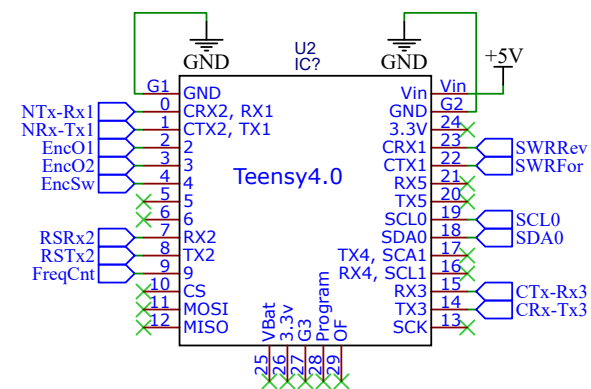 GND
U2
IC?
GND
+5V
G1 GND
Vin Vin
NTx-Rx1 0 CRX2, RX1
GND G2
NRx-Tx1 1 CTX2, TX1
3.3V 24
EncO1 2 2
CRX1 23 SWRRev
EncO2 3 3
CTX1 22 SWRFor
EncSw 4 4
Teensy4.0
RX5 21
5 5
TX5 20
6 6
SCL0 19 SCL0
RSRx2 7 RX2
SDA0 18 SDA0
RSTx2 8 TX2
TX4, SCA1 17
FreqCnt 9 9
RX4, SCL1 16
10 CS
RX3 15 CTx-Rx3
11 MOSI
TX3 14 CRx-Tx3
12 MISO
SCK 13
VBat 25
3.3v 26
G3 27
Program 28
OF 29